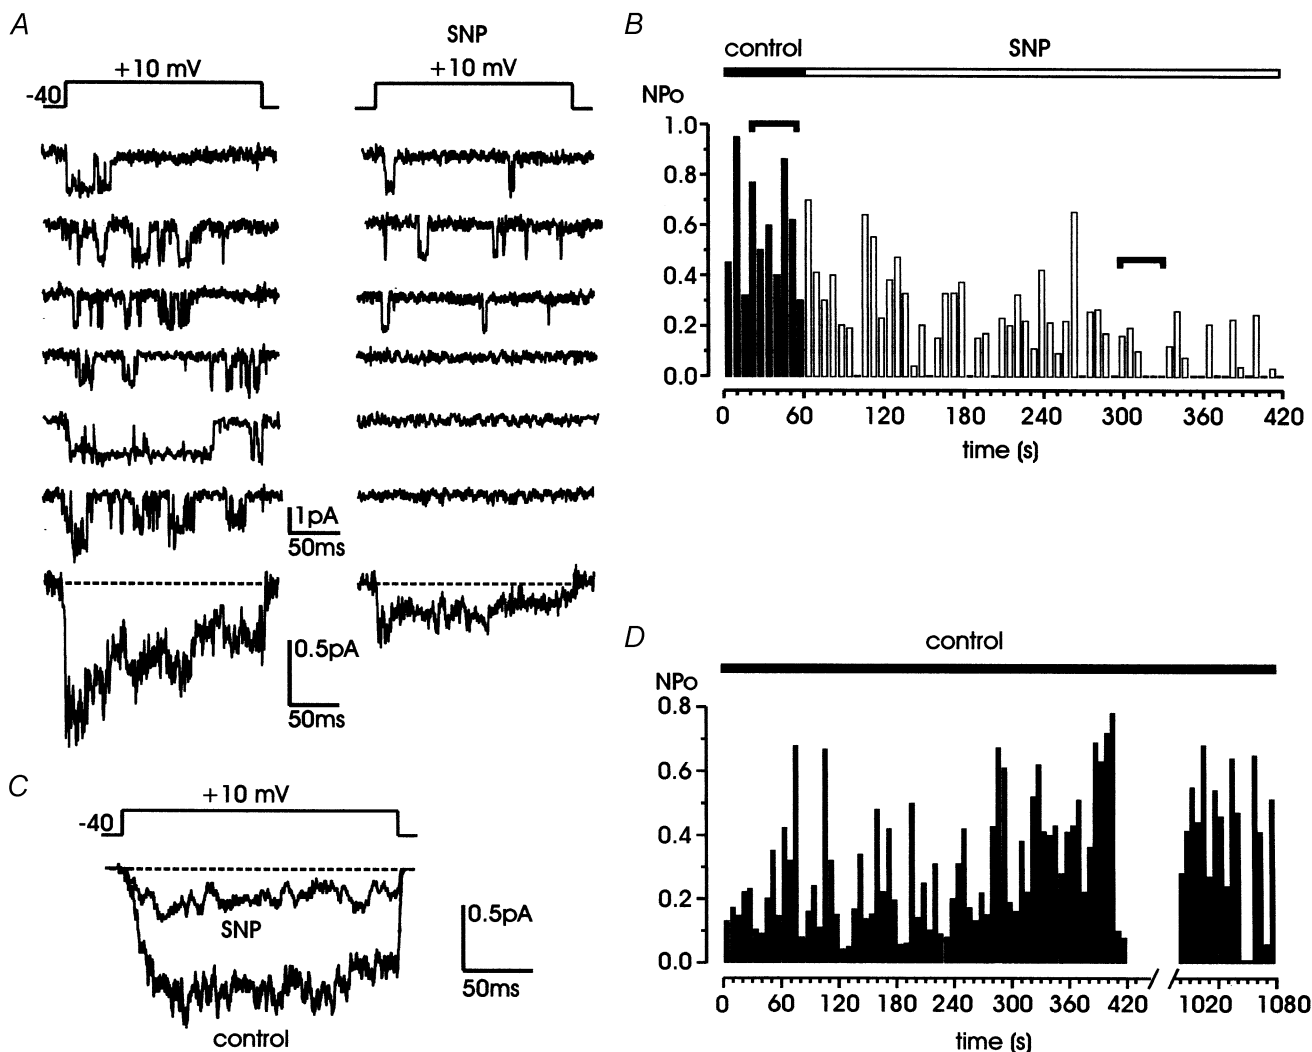 A
SNP
+10 mV
-40
+10 mV
1pA
50ms
0.5pA
50ms
B
control
SNP
NPo
1.0
0.8
0.6
0.4
0.2
0.0
0 60 120 180 240 300 360 420
time (s)
C
+10 mV
-40
SNP
control
0.5pA
50ms
D
control
NPo
0.8
0.6
0.4
0.2
0.0
0 60 120 180 240 300 360 420 1020 1080
time (s)